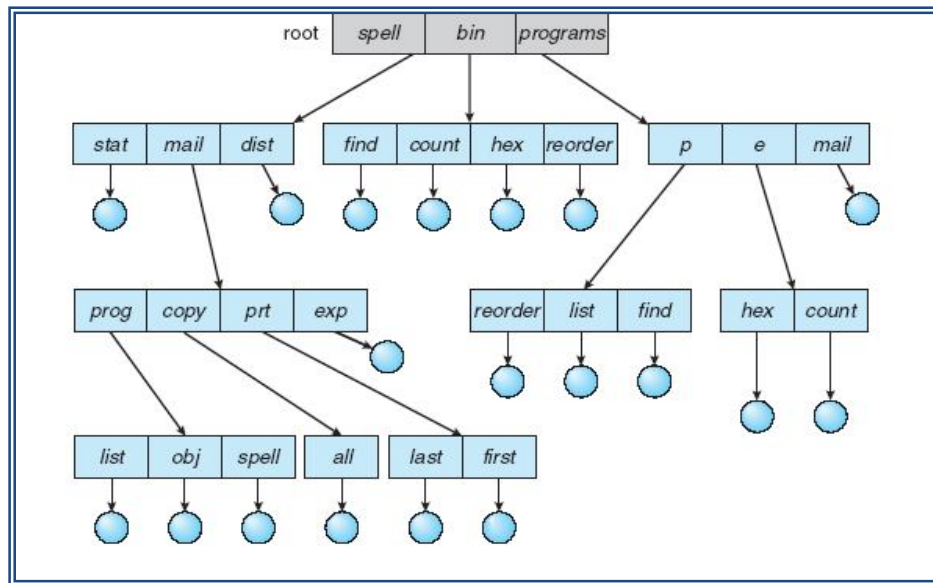 root spell bin programs
stat mail dist find count hex reorder p e mail
prog copy prt exp reorder list find hex count
list obj spell all last first